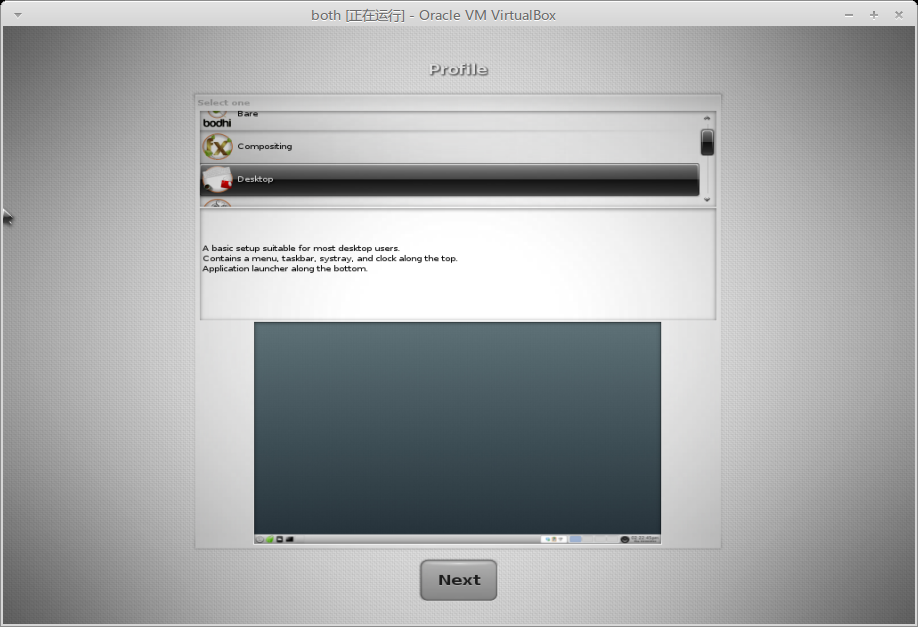 both [正在运行] - Oracle VM VirtualBox
Profile
Select one
Bare
bodhi
Compositing
fx
Desktop
A basic setup suitable for most desktop users.
Contains a menu, taskbar, systray, and clock along the top.
Application launcher along the bottom.
Next